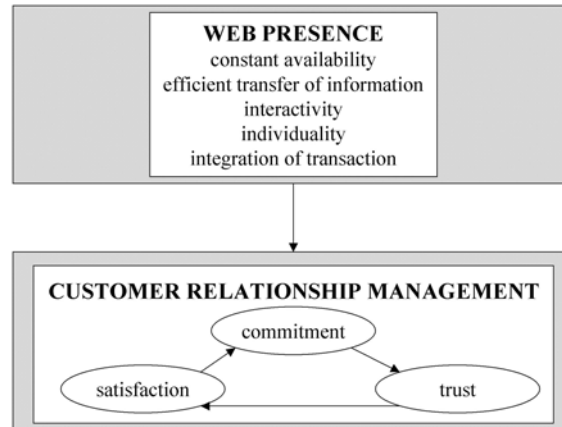 WEB PRESENCE
constant availability
efficient transfer of information
interactivity
individuality
integration of transaction
CUSTOMER RELATIONSHIP MANAGEMENT
commitment
satisfaction
trust